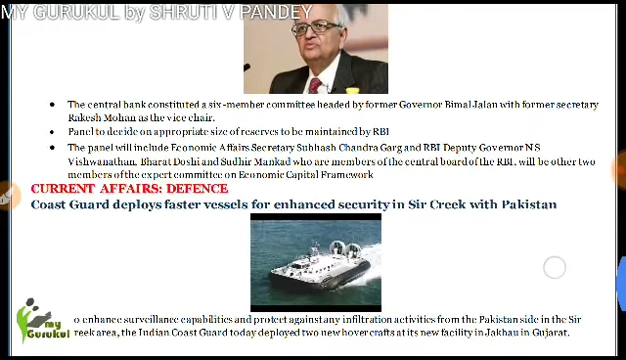 MY GURUKUL by SHRUTI V PANDEY
The central bank constituted a six-member committee headed by former Governor Bimal Jalan with former secretary
Rakesh Mohan as the vice chair.
Panel to decide on appropriate size of reserves to be maintained by RBI
The panel will include Economic Affairs Secretary Subhash Chandra Garg and RBI Deputy Governor N S
Vishwanathan, Bharat Doshi and Sudhir Mankad who are members of the central board of the RBI, will be other two
members of the expert committee on Economic Capital Framework
CURRENT AFFAIRS: DEFENCE
Coast Guard deploys faster vessels for enhanced security in Sir Creek with Pakistan
o enhance surveillance capabilities and protect against any infiltration activities from the Pakistan side in the Sir
reek area, the Indian Coast Guard today deployed two new hovercrafts at its new facility in Jakhau in Gujarat.
my
Gurukul